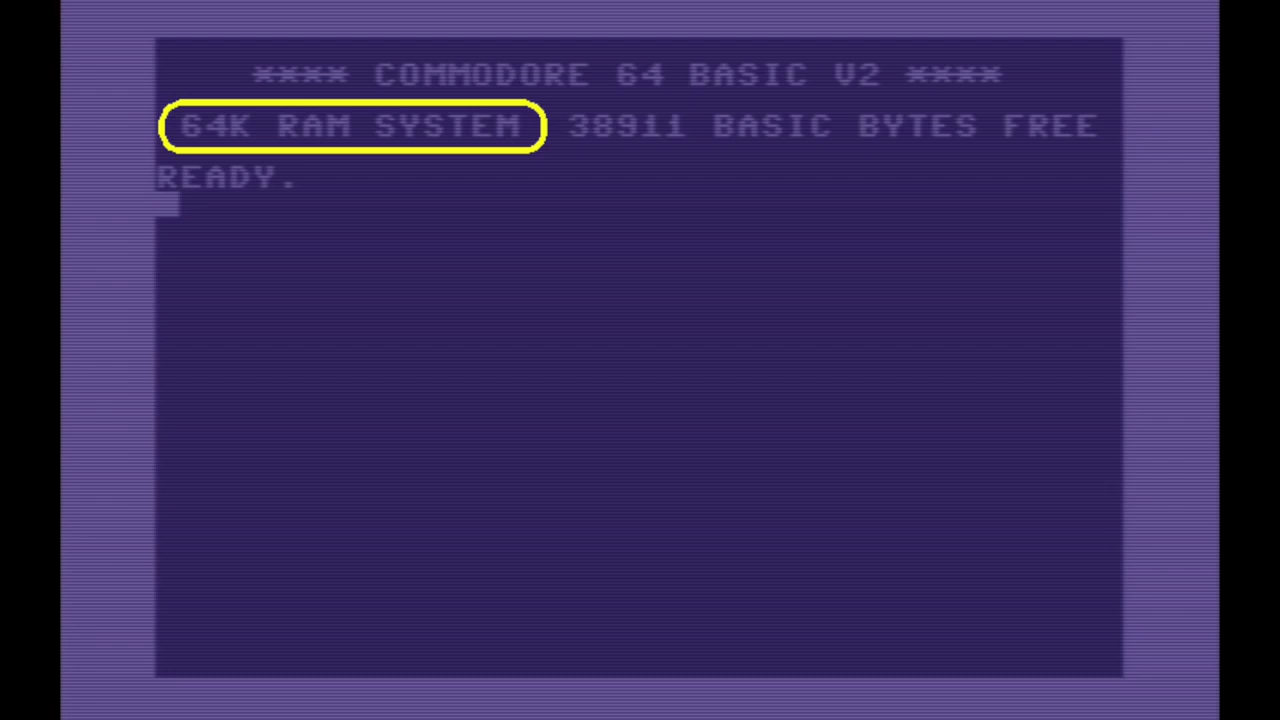 **** COMMODORE 64 BASIC V2 ****
64K RAM SYSTEM 38911 BASIC BYTES FREE
READY.